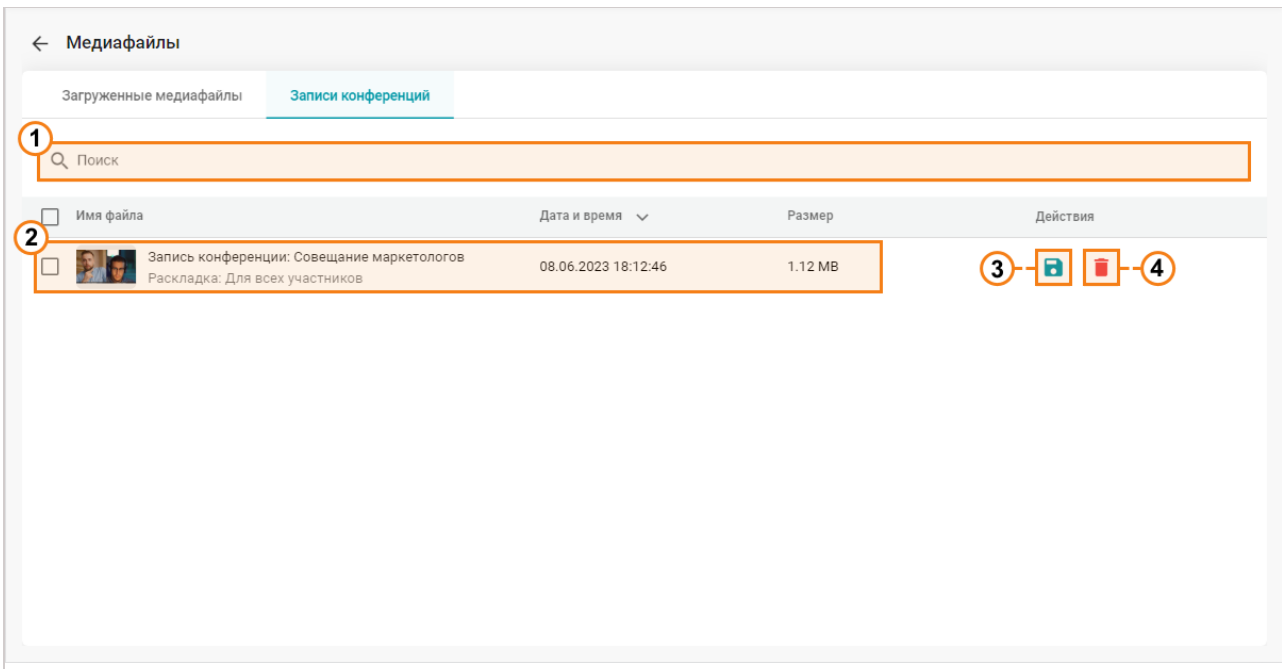 Медиафайлы
Загруженные медиафайлы Записи конференций
1
Поиск
Имя файла Дата и время Размер Действия
2
Запись конференции: Совещание маркетологов 08.06.2023 18:12:46 1.12 MB 3 4
Раскладка: Для всех участников